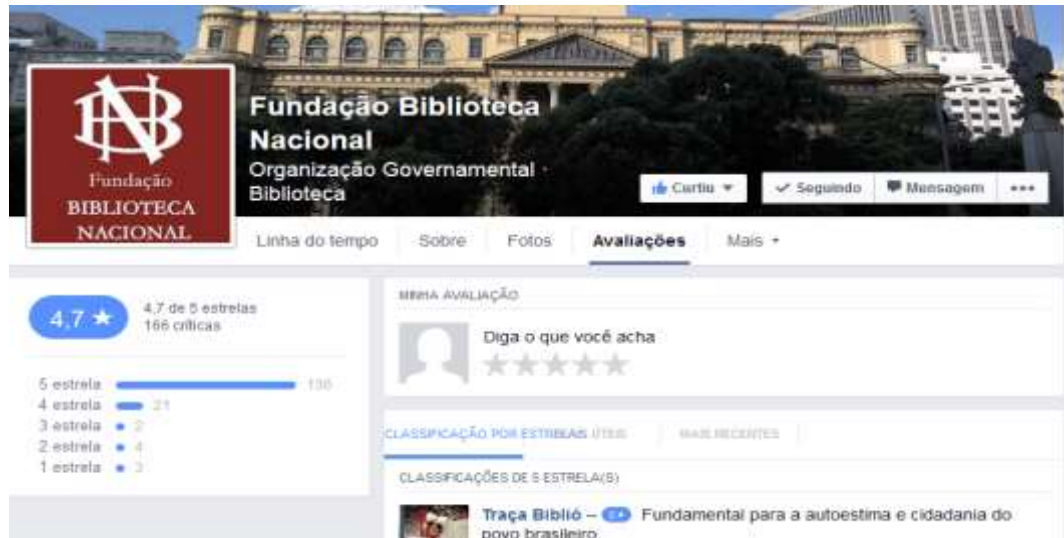 Fundação
BIBLIOTECA
NACIONAL
Fundação Biblioteca
Nacional
Organização Governamental ·
Biblioteca
Curtiu
Seguindo
Mensagem
Linha do tempo
Sobre
Fotos
Avaliações
Mais
4,7 ★
4,7 de 5 estrelas
166 críticas
5 estrela 136
4 estrela 21
3 estrela 2
2 estrela 4
1 estrela 3
MINHA AVALIAÇÃO
Diga o que você acha
CLASSIFICAÇÃO POR ÚTEIS
MAIS RECENTES
CLASSIFICAÇÕES DE 5 ESTRELA(S)
Traça Biblió – Fundamental para a autoestima e cidadania do
povo brasileiro